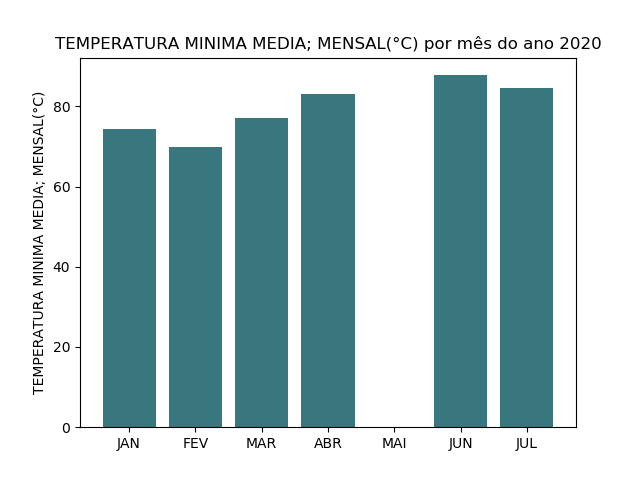 TEMPERATURA MINIMA MEDIA; MENSAL(°C) por mês do ano 2020
TEMPERATURA MINIMA MEDIA; MENSAL(°C)
80
60
40
20
0
JAN FEV MAR ABR MAI JUN JUL